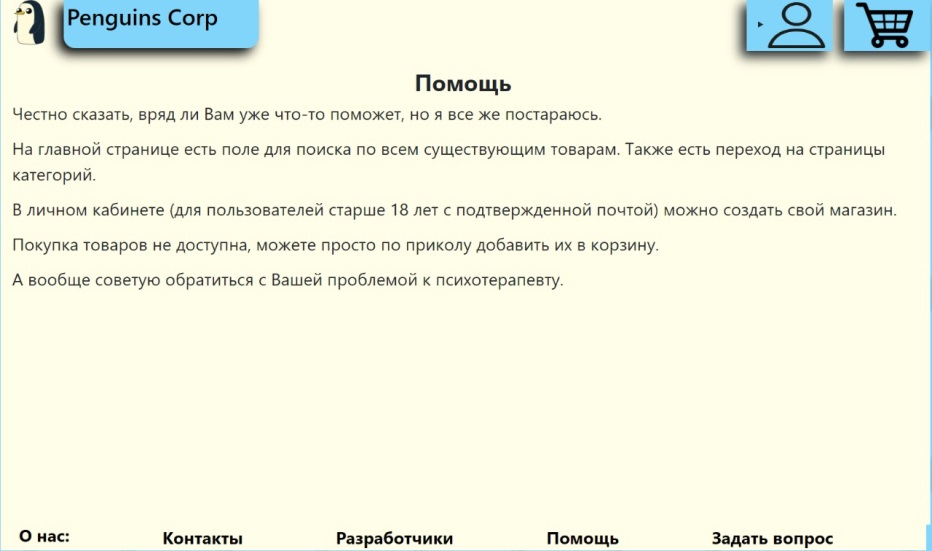 Penguins Corp
Помощь
Честно сказать, вряд ли Вам уже что-то поможет, но я все же постараюсь.
На главной странице есть поле для поиска по всем существующим товарам. Также есть переход на страницы
категорий.
В личном кабинете (для пользователей старше 18 лет с подтвержденной почтой) можно создать свой магазин.
Покупка товаров не доступна, можете просто по приколу добавить их в корзину.
А вообще советую обратиться с Вашей проблемой к психотерапевту.
О нас: Контакты Разработчики Помощь Задать вопрос